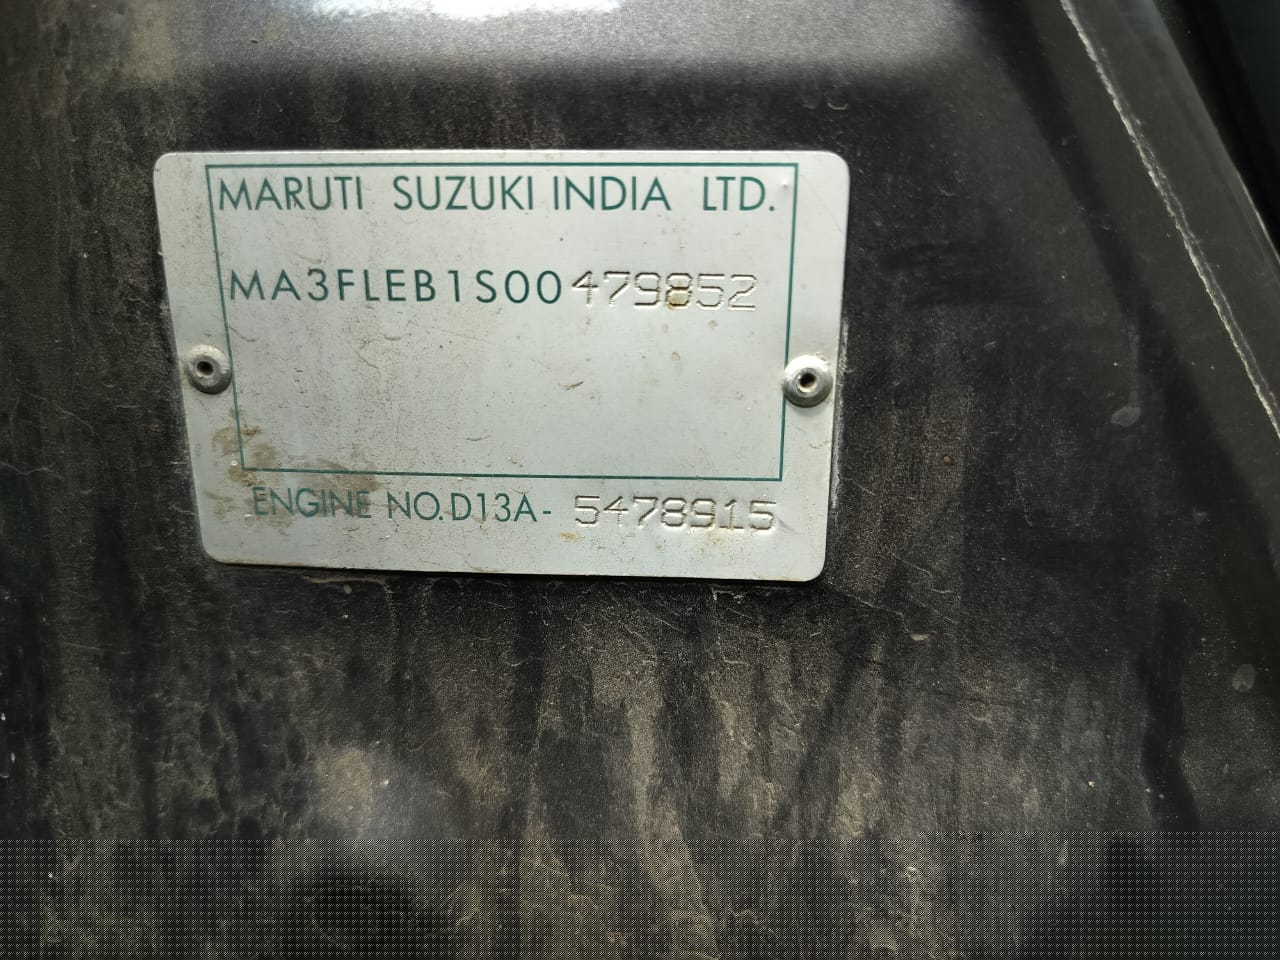 MARUTI SUZUKI INDIA LTD.
MA3FLEB1S00479852
ENGINE NO.D13A- 5478915